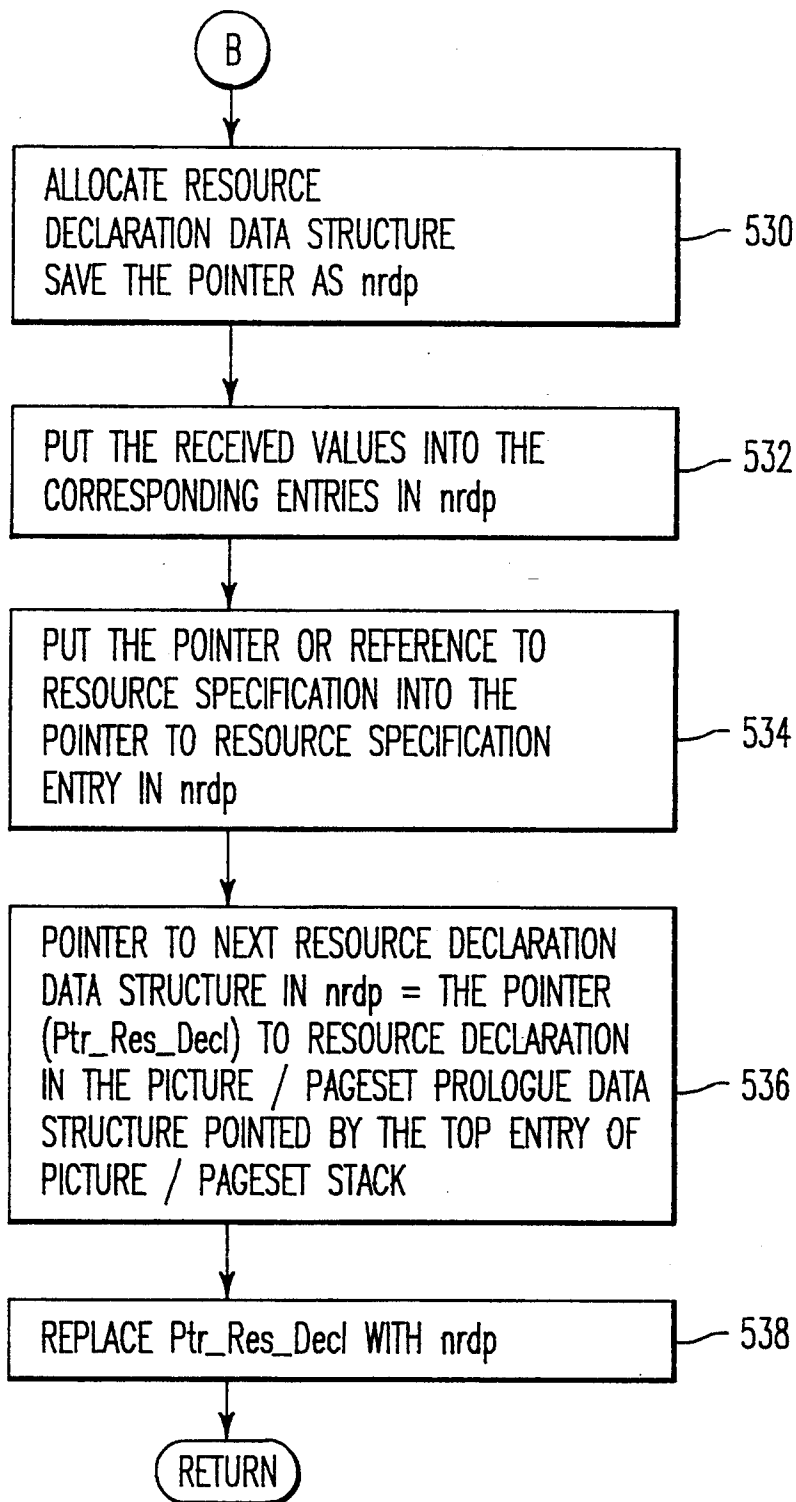 B
ALLOCATE RESOURCE
DECLARATION DATA STRUCTURE
SAVE THE POINTER AS nrdp
530
PUT THE RECEIVED VALUES INTO THE
CORRESPONDING ENTRIES IN nrdp
532
PUT THE POINTER OR REFERENCE TO
RESOURCE SPECIFICATION INTO THE
POINTER TO RESOURCE SPECIFICATION
ENTRY IN nrdp
534
POINTER TO NEXT RESOURCE DECLARATION
DATA STRUCTURE IN nrdp = THE POINTER
(Ptr_Res_Decl) TO RESOURCE DECLARATION
IN THE PICTURE / PAGESET PROLOGUE DATA
STRUCTURE POINTED BY THE TOP ENTRY OF
PICTURE / PAGESET STACK
536
REPLACE Ptr_Res_Decl WITH nrdp
538
RETURN